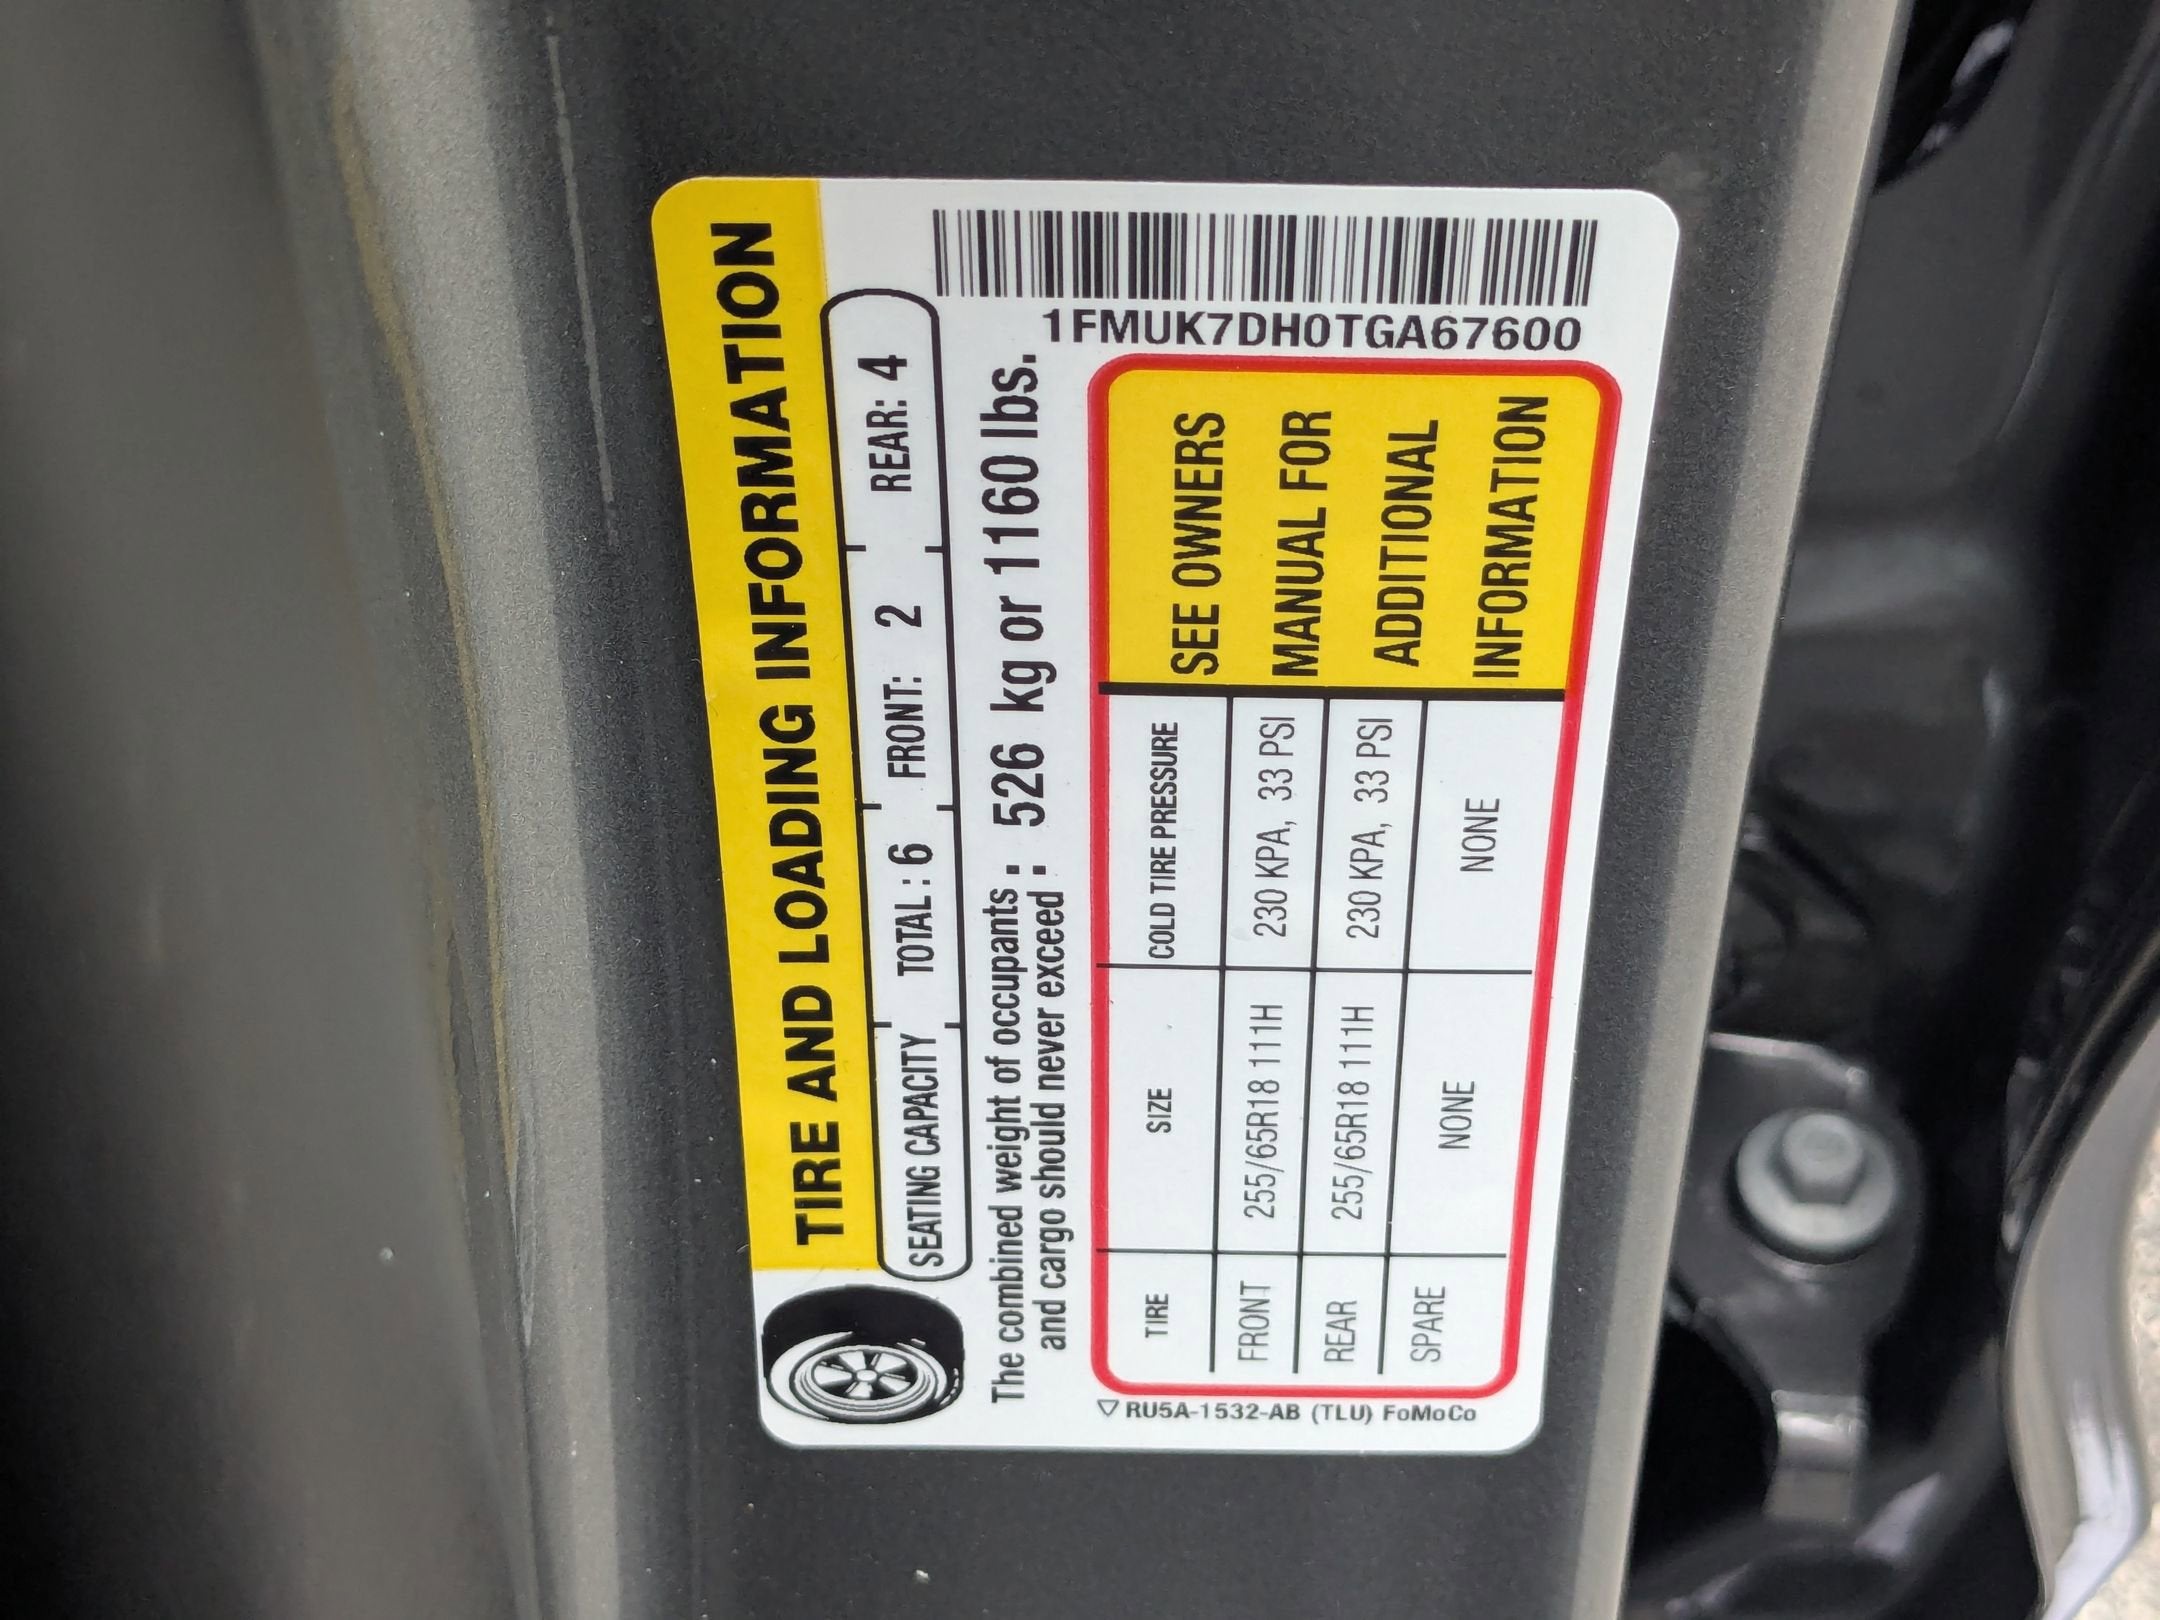 TIRE AND LOADING INFORMATION
SEATING CAPACITY TOTAL : 6 FRONT: 2 REAR: 4
The combined weight of occupants : 526 kg or 1160 lbs.
and cargo should never exceed
1FMUK7DH0TGA67600
TIRE SIZE COLD TIRE PRESSURE
FRONT 255/65R18 111H 230 KPA, 33 PSI
REAR 255/65R18 111H 230 KPA, 33 PSI
SPARE NONE NONE
SEE OWNERS
MANUAL FOR
ADDITIONAL
INFORMATION
RU5A-1532-AB (TLU) FoMoCo